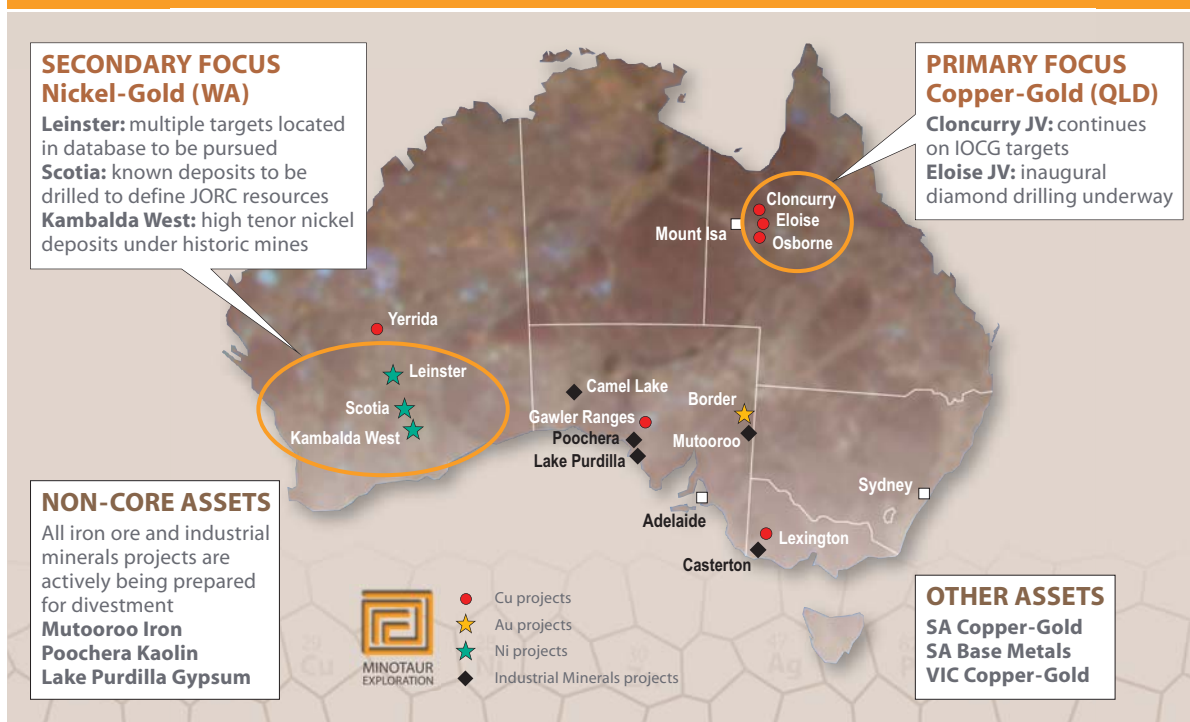 SECONDARY FOCUS
Nickel-Gold (WA)
Leinster: multiple targets located
in database to be pursued
Scotia: known deposits to be
drilled to define JORC resources
Kambalda West: high tenor nickel
deposits under historic mines
PRIMARY FOCUS
Copper-Gold (QLD)
Cloncurry JV: continues
on IOCG targets
Eloise JV: inaugural
diamond drilling underway
Cloncurry
Eloise
Mount Isa
Osborne
Yerrida
Leinster
Scotia
Kambalda West
Camel Lake
Border
Gawler Ranges
Poochera
Mutooroo
Lake Purdilla
Sydney
Adelaide
Lexington
Casterton
NON-CORE ASSETS
All iron ore and industrial
minerals projects are
actively being prepared
for divestment
Mutooroo Iron
Poochera Kaolin
Lake Purdilla Gypsum
MINOTAUR
EXPLORATION
Cu projects
Au projects
Ni projects
Industrial Minerals projects
OTHER ASSETS
SA Copper-Gold
SA Base Metals
VIC Copper-Gold
29
Cu
47
Ag